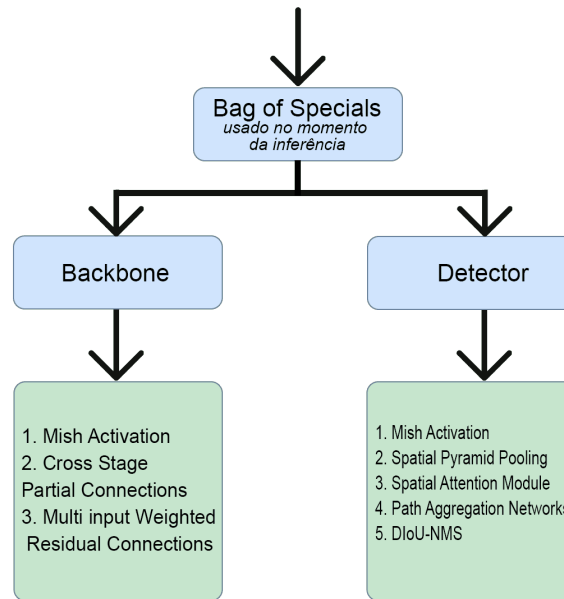 Bag of Specials
usado no momento
da inferência
Backbone
Detector
1. Mish Activation
2. Cross Stage
Partial Connections
3. Multi input Weighted
Residual Connections
1. Mish Activation
2. Spatial Pyramid Pooling
3. Spatial Attention Module
4. Path Aggregation Networks
5. DIoU-NMS